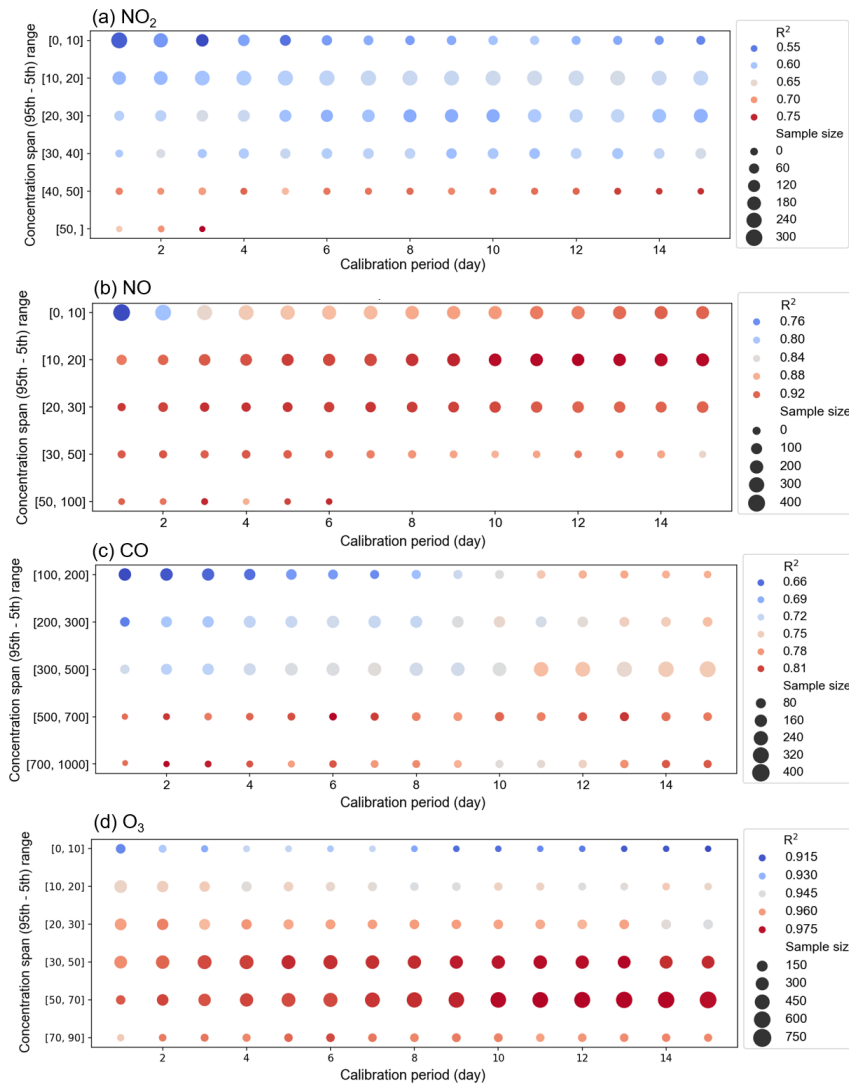 (a) NO₂
Concentration span (95th - 5th) range
[0, 10]
[10, 20]
[20, 30]
[30, 40]
[40, 50]
[50, ]
2 4 6 8 10 12 14
Calibration period (day)
R²
0.55
0.60
0.65
0.70
0.75
Sample size
0
60
120
180
240
300
(b) NO
Concentration span (95th - 5th) range
[0, 10]
[10, 20]
[20, 30]
[30, 50]
[50, 100]
2 4 6 8 10 12 14
Calibration period (day)
R²
0.76
0.80
0.84
0.88
0.92
Sample size
0
100
200
300
400
(c) CO
Concentration span (95th - 5th) range
[100, 200]
[200, 300]
[300, 500]
[500, 700]
[700, 1000]
2 4 6 8 10 12 14
Calibration period (day)
R²
0.66
0.69
0.72
0.75
0.78
0.81
Sample size
80
160
240
320
400
(d) O₃
Concentration span (95th - 5th) range
[0, 10]
[10, 20]
[20, 30]
[30, 50]
[50, 70]
[70, 90]
2 4 6 8 10 12 14
Calibration period (day)
R²
0.915
0.930
0.945
0.960
0.975
Sample size
150
300
450
600
750